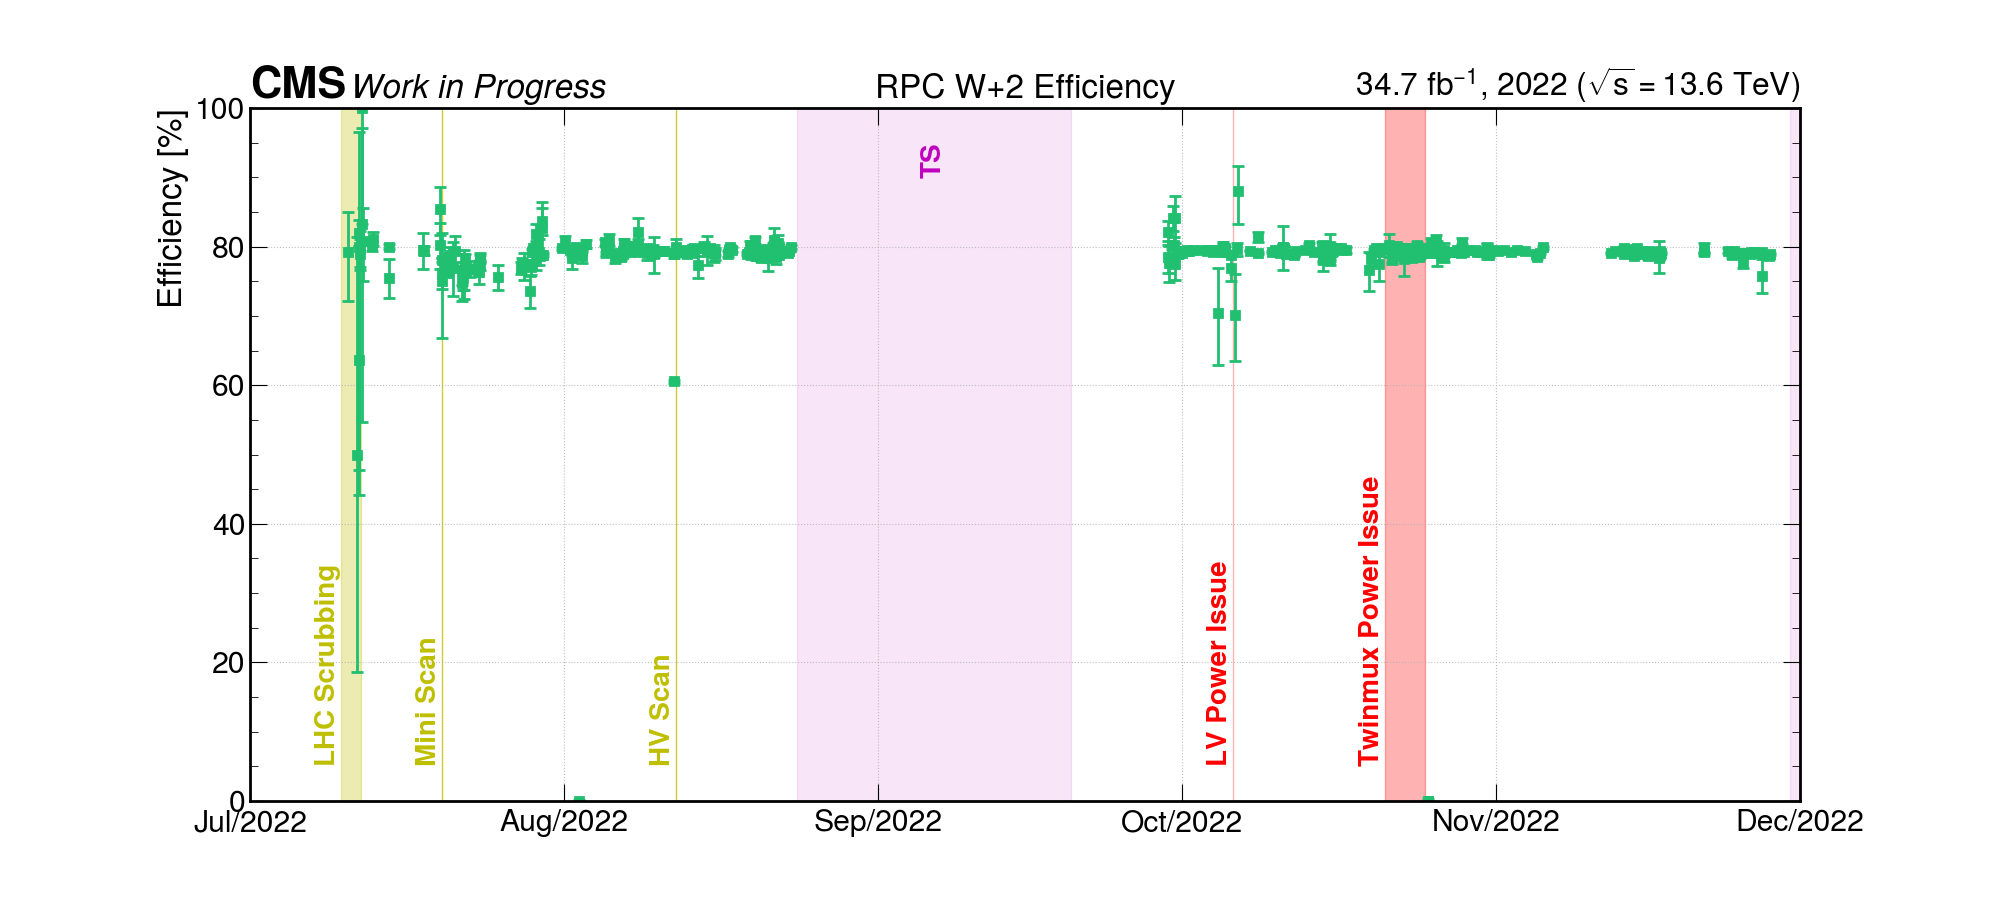 CMS Work in Progress
RPC W+2 Efficiency
34.7 fb⁻¹, 2022 (√s = 13.6 TeV)
Efficiency [%]
100
80
60
40
20
0
LHC Scrubbing
Mini Scan
HV Scan
TS
LV Power Issue
Twinmux Power Issue
Jul/2022 Aug/2022 Sep/2022 Oct/2022 Nov/2022 Dec/2022